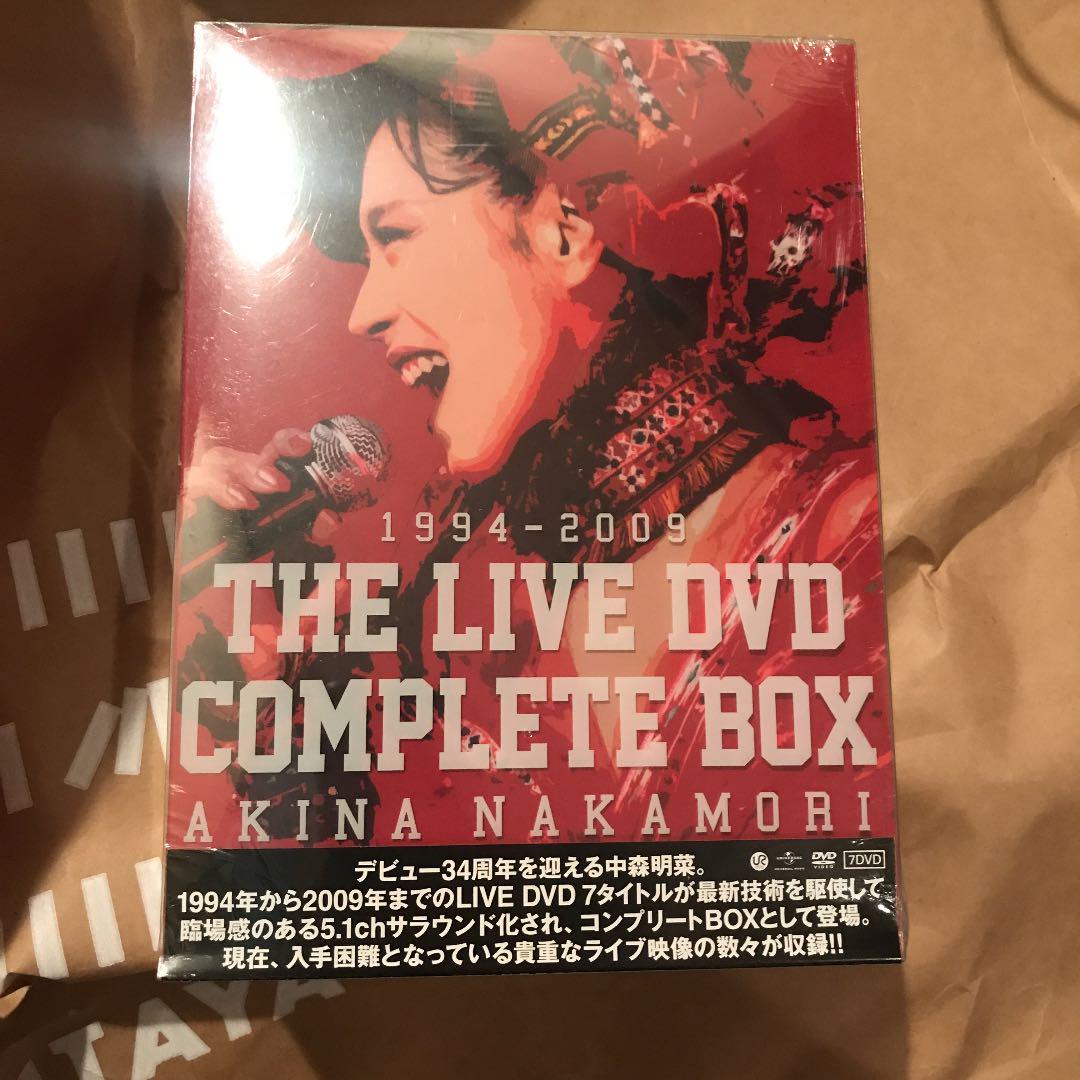 1994-2009
THE LIVE DVD
COMPLETE BOX
AKINA NAKAMORI
デビュー34周年を迎える中森明菜。
UR UNIVERSAL UNIVERSAL MUSIC DVD VIDEO 7DVD
1994年から2009年までのLIVE DVD 7タイトルが最新技術を駆使して
臨場感のある5.1chサラウンド化され、コンプリートBOXとして登場。
現在、入手困難となっている貴重なライブ映像の数々が収録!!
TAYA